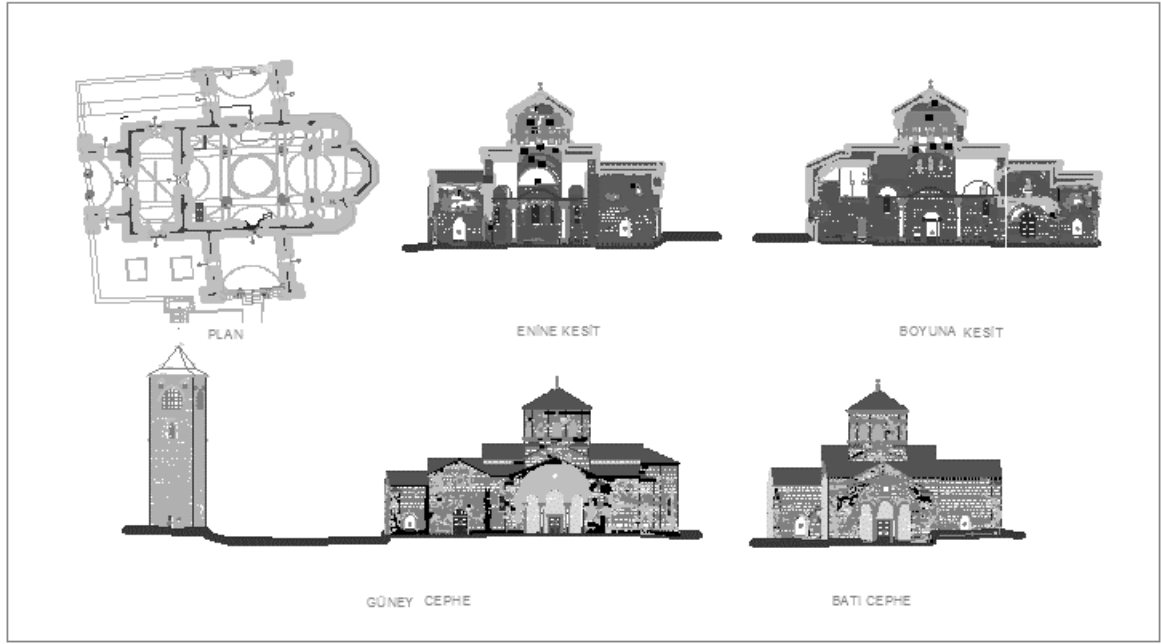 PLAN
ENİNE KESİT
BOYUNA KESİT
GÜNEY CEPHE
BATI CEPHE